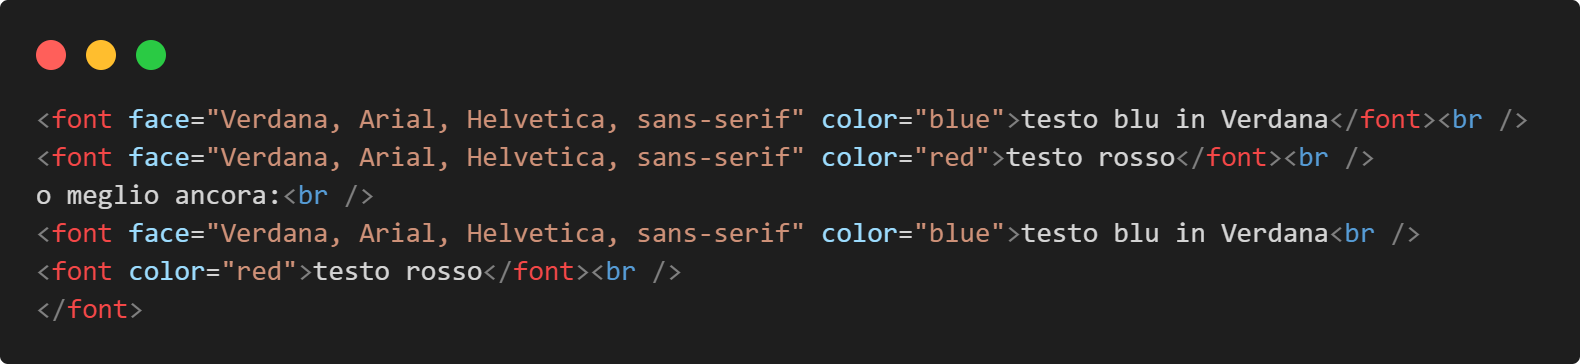 <font face="Verdana, Arial, Helvetica, sans-serif" color="blue">testo blu in Verdana</font><br />
<font face="Verdana, Arial, Helvetica, sans-serif" color="red">testo rosso</font><br />
o meglio ancora:<br />
<font face="Verdana, Arial, Helvetica, sans-serif" color="blue">testo blu in Verdana<br />
<font color="red">testo rosso</font><br />
</font>